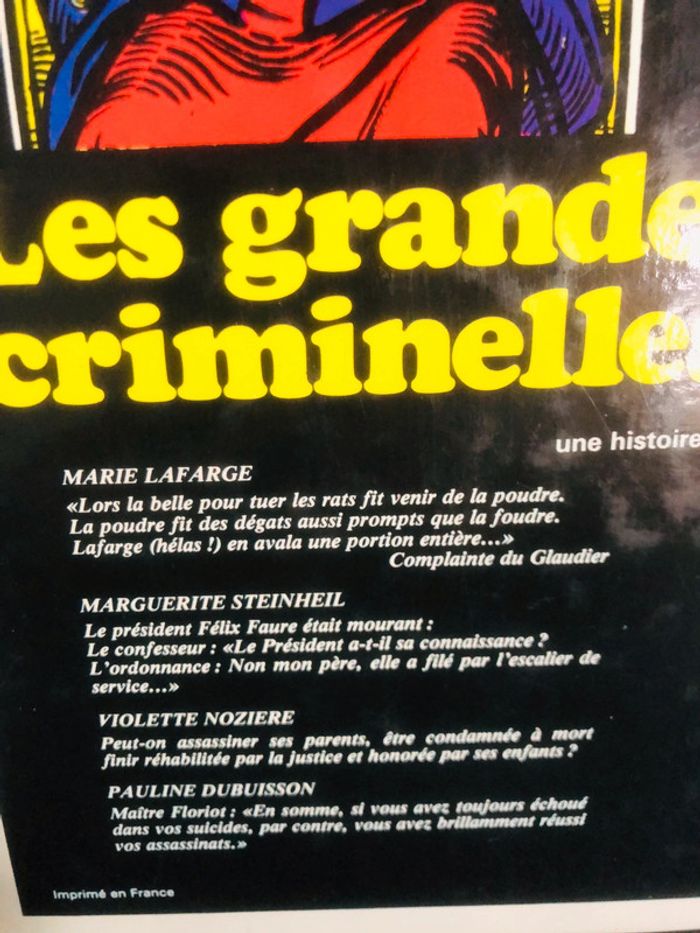 Les grande
criminelle
une histoire
MARIE LAFARGE
«Lors la belle pour tuer les rats fit venir de la poudre.
La poudre fit des dégats aussi prompts que la foudre.
Lafarge (hélas !) en avala une portion entière...»
Complainte du Glaudier
MARGUERITE STEINHEIL
Le président Félix Faure était mourant :
Le confesseur : «Le Président a-t-il sa connaissance ?
L'ordonnance : Non mon père, elle a filé par l'escalier de
service...»
VIOLETTE NOZIERE
Peut-on assassiner ses parents, être condamnée à mort
finir réhabilitée par la justice et honorée par ses enfants ?
PAULINE DUBUISSON
Maître Floriot : «En somme, si vous avez toujours échoué
dans vos suicides, par contre, vous avez brillamment réussi
vos assassinats.»
Imprimé en France